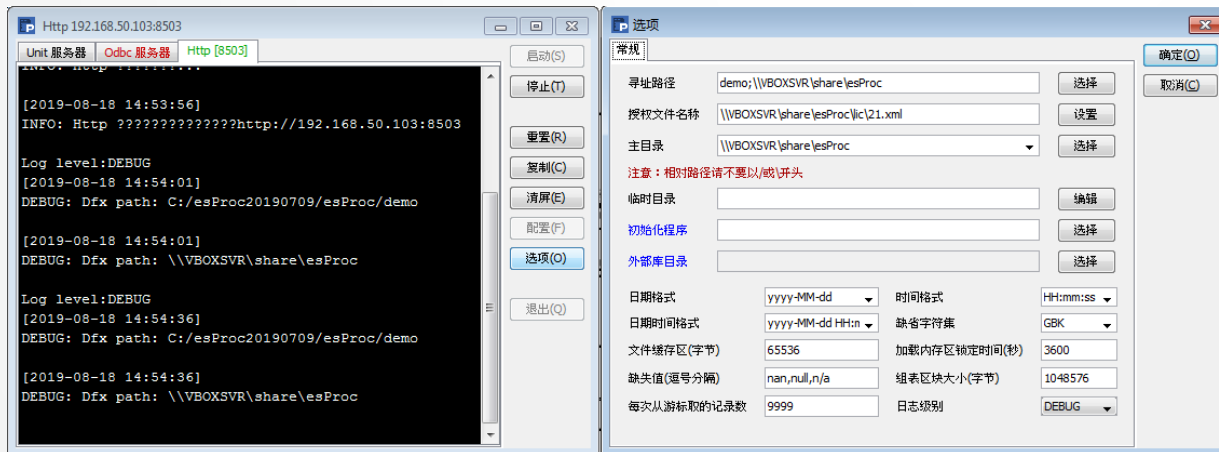 Http 192.168.50.103:8503
Unit 服务器
Odbc 服务器
Http [8503]
INFO: Http ???????...
[2019-08-18 14:53:56]
INFO: Http ??????????????http://192.168.50.103:8503
Log level:DEBUG
[2019-08-18 14:54:01]
DEBUG: Dfx path: C:/esProc20190709/esProc/demo
[2019-08-18 14:54:01]
DEBUG: Dfx path: \\VBOXSVR\share\esProc
Log level:DEBUG
[2019-08-18 14:54:36]
DEBUG: Dfx path: C:/esProc20190709/esProc/demo
[2019-08-18 14:54:36]
DEBUG: Dfx path: \\VBOXSVR\share\esProc
启动(S)
停止(T)
重置(R)
复制(C)
清屏(E)
配置(F)
选项(O)
退出(Q)
选项
常规
确定(O)
取消(C)
寻址路径 demo;\\VBOXSVR\share\esProc 选择
授权文件名称 \\VBOXSVR\share\esProc\lic\21.xml 设置
主目录 \\VBOXSVR\share\esProc 选择
注意：相对路径请不要以/或\开头
临时目录 编辑
初始化程序 选择
外部库目录 选择
日期格式 yyyy-MM-dd 时间格式 HH:mm:ss
日期时间格式 yyyy-MM-dd HH:n 缺省字符集 GBK
文件缓存区(字节) 65536 加载内存区锁定时间(秒) 3600
缺失值(逗号分隔) nan,null,n/a 组表区块大小(字节) 1048576
每次从游标取的记录数 9999 日志级别 DEBUG